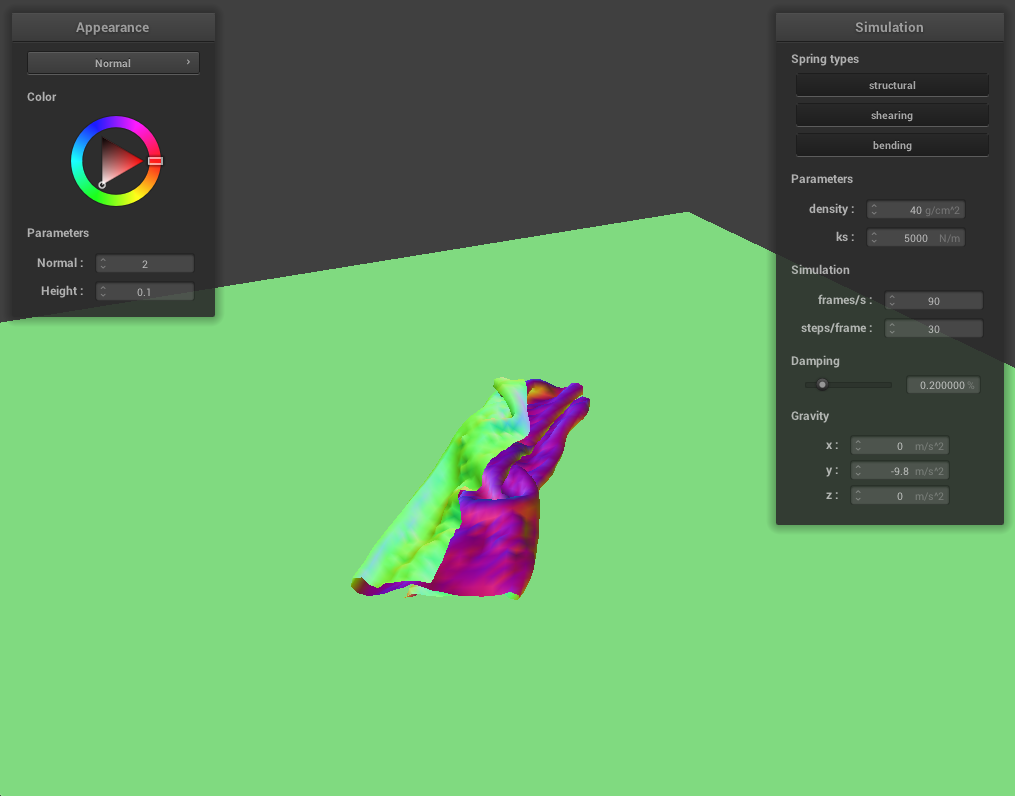 Appearance
Normal ›
Color
Parameters
Normal : 2
Height : 0.1
Simulation
Spring types
structural
shearing
bending
Parameters
density : 40 g/cm^2
ks : 5000 N/m
Simulation
frames/s : 90
steps/frame : 30
Damping
0.200000 %
Gravity
x : 0 m/s^2
y : -9.8 m/s^2
z : 0 m/s^2